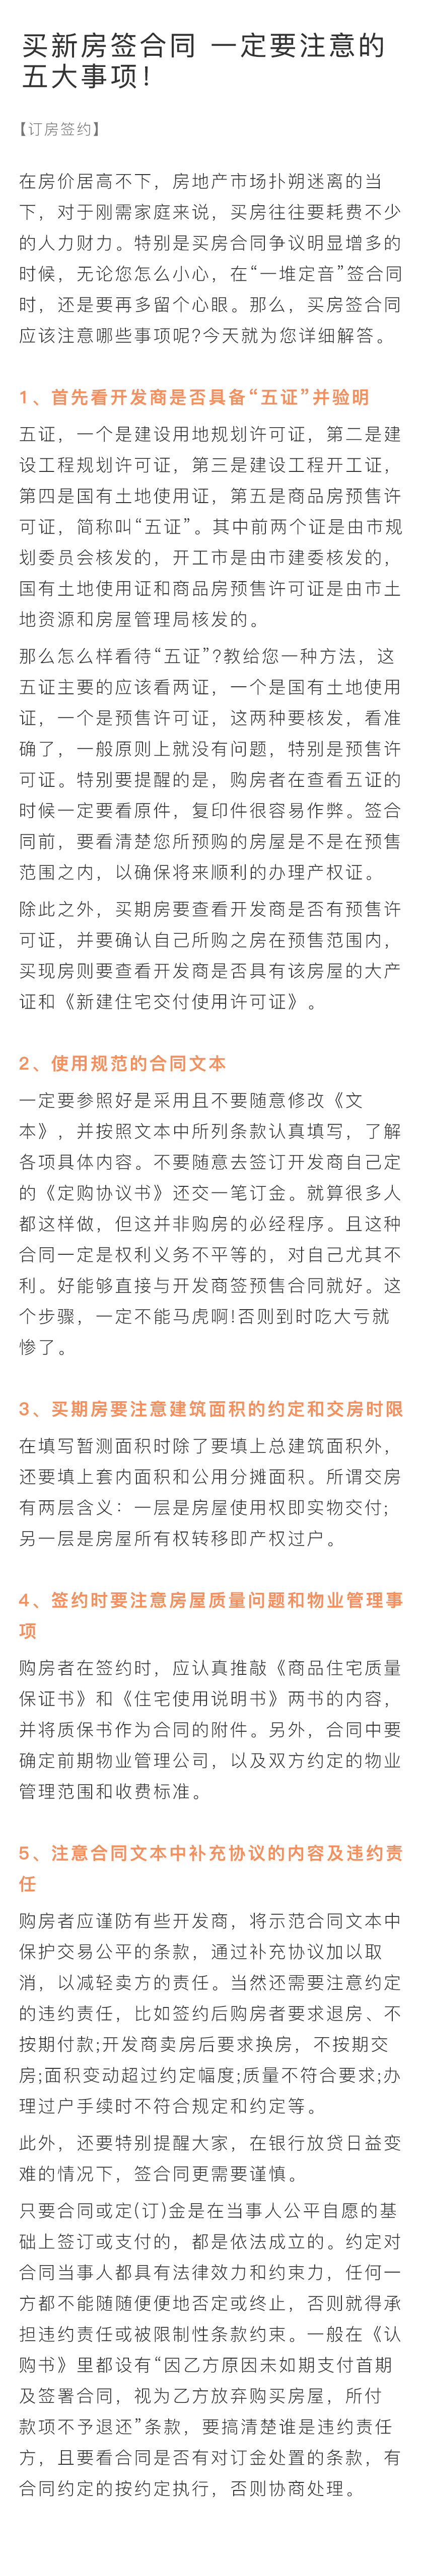 买新房签合同 一定要注意的
五大事项！
【订房签约】
在房价居高不下，房地产市场扑朔迷离的当
下，对于刚需家庭来说，买房往往要耗费不少
的人力财力。特别是买房合同争议明显增多的
时候，无论您怎么小心，在“一堆定音”签合同
时，还是要再多留个心眼。那么，买房签合同
应该注意哪些事项呢?今天就为您详细解答。
1、首先看开发商是否具备“五证”并验明
五证，一个是建设用地规划许可证，第二是建
设工程规划许可证，第三是建设工程开工证，
第四是国有土地使用证，第五是商品房预售许
可证，简称叫“五证”。其中前两个证是由市规
划委员会核发的，开工市是由市建委核发的，
国有土地使用证和商品房预售许可证是由市土
地资源和房屋管理局核发的。
那么怎么样看待“五证”?教给您一种方法，这
五证主要的应该看两证，一个是国有土地使用
证，一个是预售许可证，这两种要核发，看准
确了，一般原则上就没有问题，特别是预售许
可证。特别要提醒的是，购房者在查看五证的
时候一定要看原件，复印件很容易作弊。签合
同前，要看清楚您所预购的房屋是不是在预售
范围之内，以确保将来顺利的办理产权证。
除此之外，买期房要查看开发商是否有预售许
可证，并要确认自己所购之房在预售范围内，
买现房则要查看开发商是否具有该房屋的大产
证和《新建住宅交付使用许可证》。
2、使用规范的合同文本
一定要参照好是采用且不要随意修改《文
本》，并按照文本中所列条款认真填写，了解
各项具体内容。不要随意去签订开发商自己定
的《定购协议书》还交一笔订金。就算很多人
都这样做，但这并非购房的必经程序。且这种
合同一定是权利义务不平等的，对自己尤其不
利。好能够直接与开发商签预售合同就好。这
个步骤，一定不能马虎啊!否则到时吃大亏就
惨了。
3、买期房要注意建筑面积的约定和交房时限
在填写暂测面积时除了要填上总建筑面积外，
还要填上套内面积和公用分摊面积。所谓交房
有两层含义：一层是房屋使用权即实物交付;
另一层是房屋所有权转移即产权过户。
4、签约时要注意房屋质量问题和物业管理事
项
购房者在签约时，应认真推敲《商品住宅质量
保证书》和《住宅使用说明书》两书的内容，
并将质保书作为合同的附件。另外，合同中要
确定前期物业管理公司，以及双方约定的物业
管理范围和收费标准。
5、注意合同文本中补充协议的内容及违约责
任
购房者应谨防有些开发商，将示范合同文本中
保护交易公平的条款，通过补充协议加以取
消，以减轻卖方的责任。当然还需要注意约定
的违约责任，比如签约后购房者要求退房、不
按期付款;开发商卖房后要求换房，不按期交
房;面积变动超过约定幅度;质量不符合要求;办
理过户手续时不符合规定和约定等。
此外，还要特别提醒大家，在银行放贷日益变
难的情况下，签合同更需要谨慎。
只要合同或定(订)金是在当事人公平自愿的基
础上签订或支付的，都是依法成立的。约定对
合同当事人都具有法律效力和约束力，任何一
方都不能随随便便地否定或终止，否则就得承
担违约责任或被限制性条款约束。一般在《认
购书》里都设有“因乙方原因未如期支付首期
及签署合同，视为乙方放弃购买房屋，所付
款项不予退还”条款，要搞清楚谁是违约责任
方，且要看合同是否有对订金处置的条款，有
合同约定的按约定执行，否则协商处理。